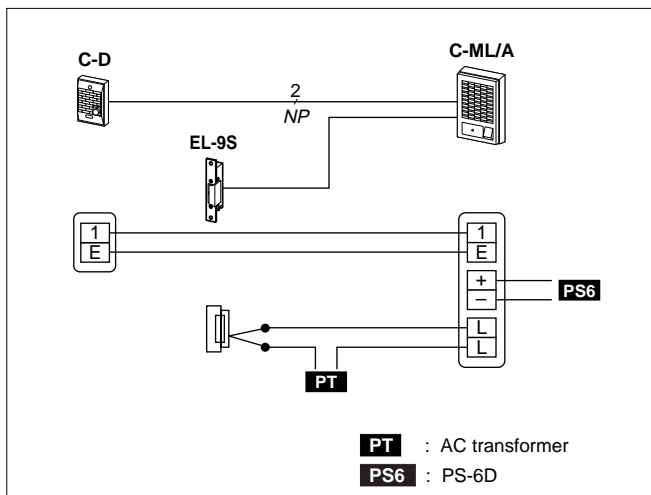 C-D
C-ML/A
2
NP
EL-9S
1
E
1
E
+
–
PS6
L
L
PT
PT : AC transformer
PS6 : PS-6D